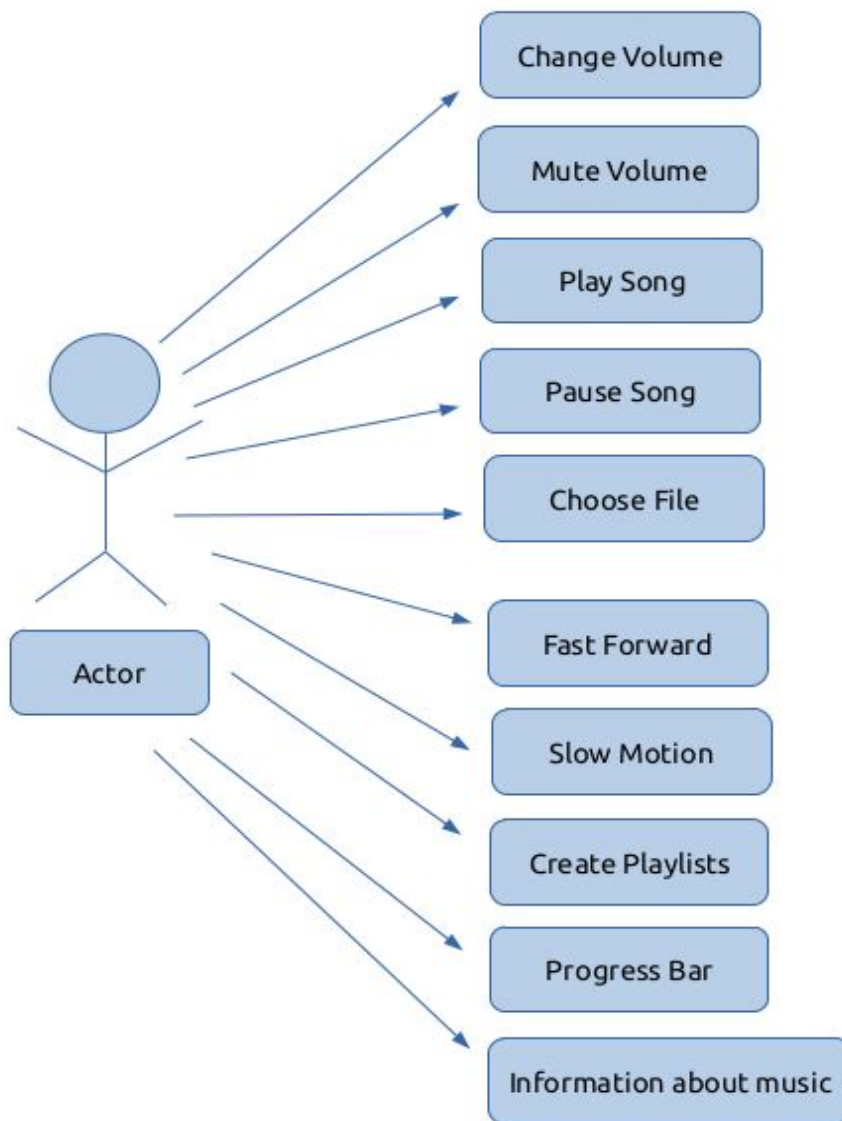 Change Volume
Mute Volume
Play Song
Pause Song
Choose File
Fast Forward
Actor
Slow Motion
Create Playlists
Progress Bar
Information about music